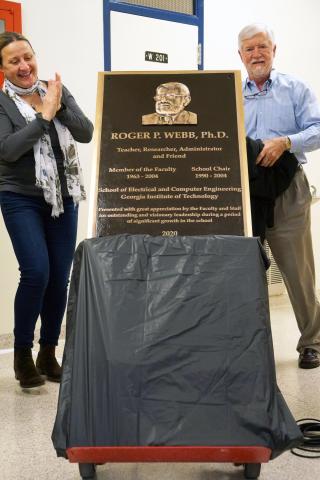 W 201
ROGER P. WEBB, Ph.D.
Teacher, Researcher, Administrator
and Friend
Member of the Faculty
1963 - 2004
School Chair
1990 - 2004
School of Electrical and Computer Engineering
Georgia Institute of Technology
Presented with great appreciation by the Faculty and Staff
An outstanding and visionary leadership during a period
of significant growth in the school
2020